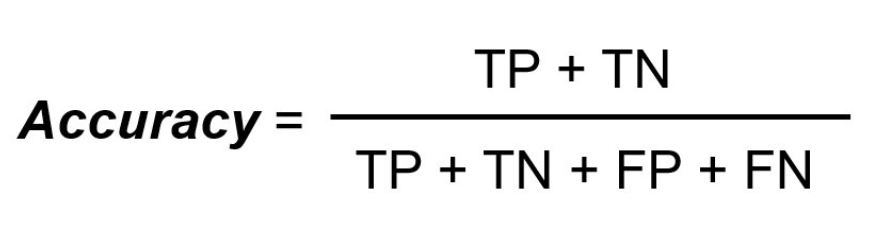 TP + TN
Accuracy =
TP + TN + FP + FN